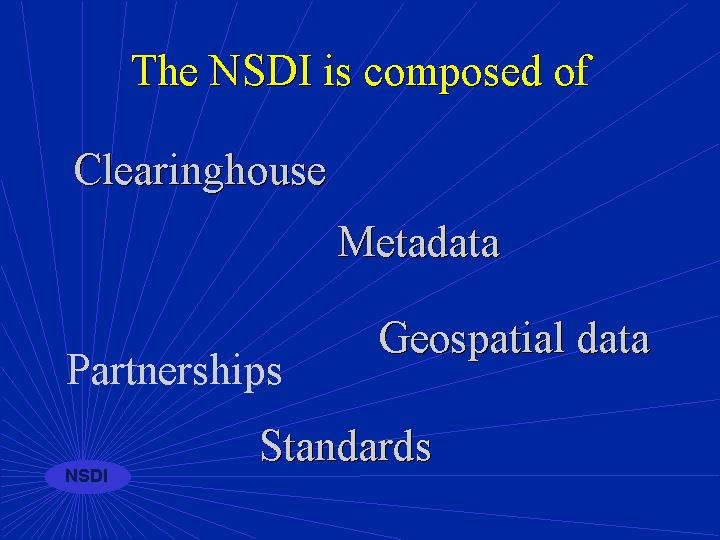 The NSDI is composed of
Clearinghouse
Metadata
Geospatial data
Partnerships
Standards
NSDI